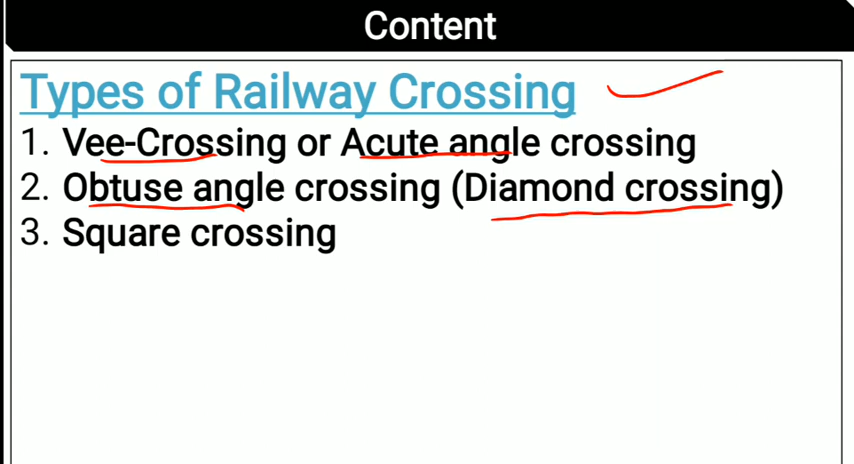 Content
Types of Railway Crossing
1. Vee-Crossing or Acute angle crossing
2. Obtuse angle crossing (Diamond crossing)
3. Square crossing